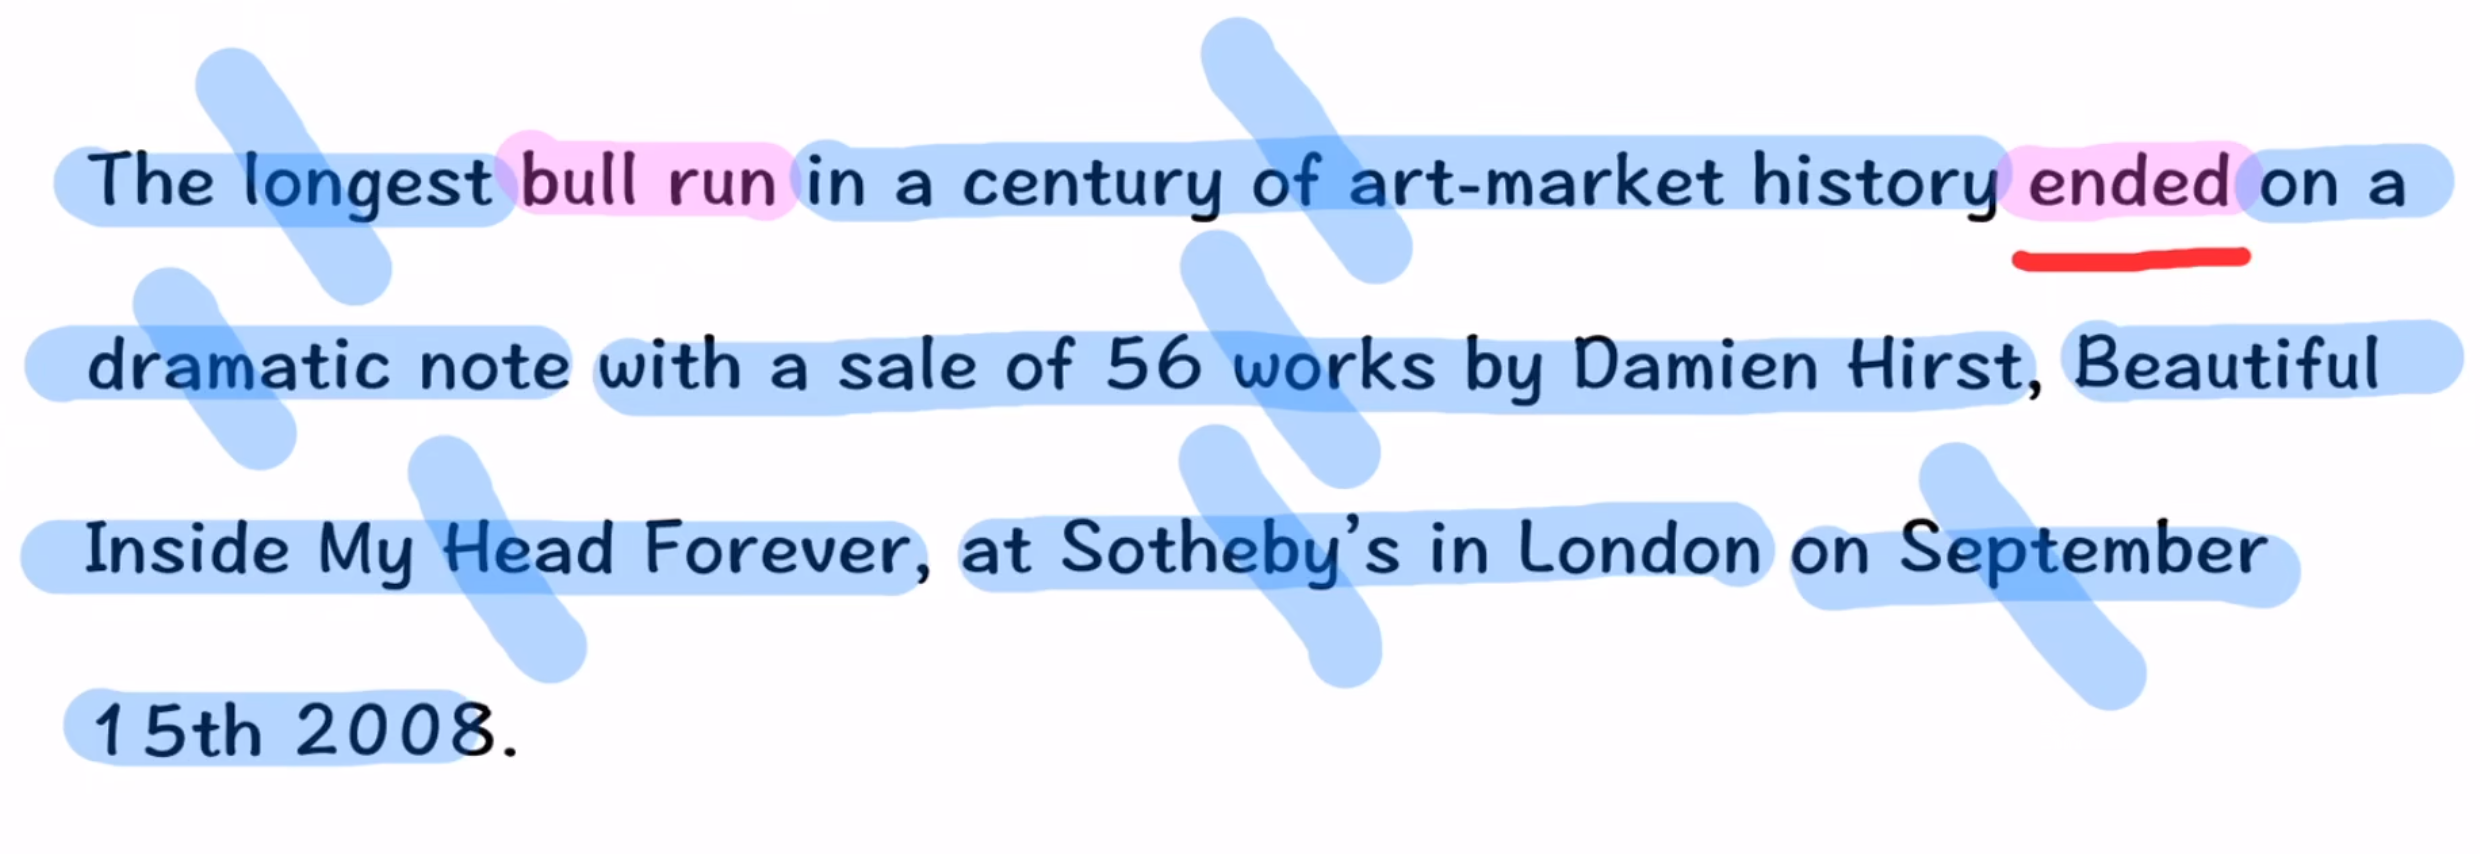 The longest bull run in a century of art-market history ended on a
dramatic note with a sale of 56 works by Damien Hirst, Beautiful
Inside My Head Forever, at Sotheby’s in London on September
15th 2008.